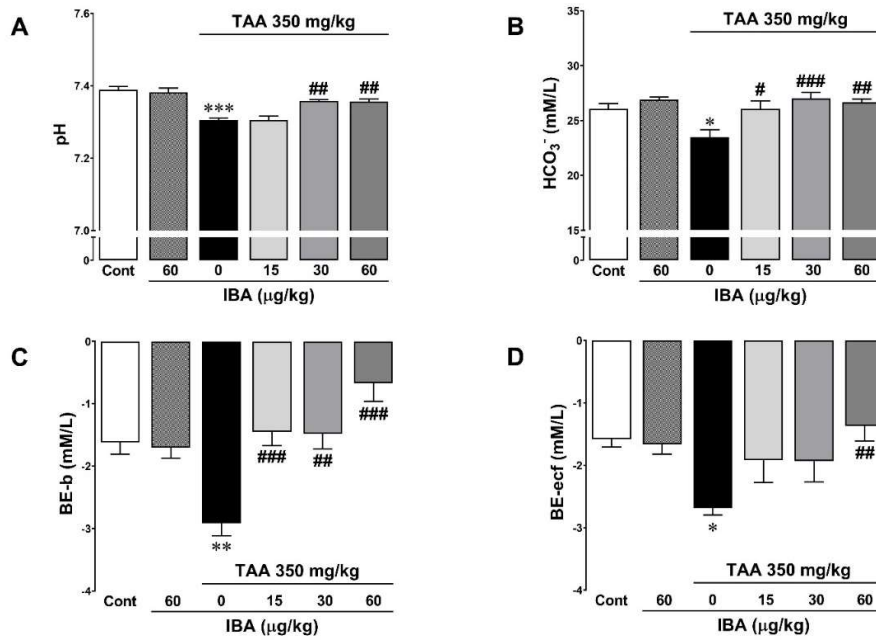 A
TAA 350 mg/kg
7.4
7.2
7.0
0
pH
***
##
##
Cont 60 0 15 30 60
IBA (μg/kg)
B
TAA 350 mg/kg
35
30
25
15
0
HCO3⁻ (mM/L)
*
#
###
##
Cont 60 0 15 30 60
IBA (μg/kg)
C
0
-1
-2
-3
-4
BE-b (mM/L)
**
###
##
###
TAA 350 mg/kg
Cont 60 0 15 30 60
IBA (μg/kg)
D
0
-1
-2
-3
-4
BE-ecf (mM/L)
*
##
TAA 350 mg/kg
Cont 60 0 15 30 60
IBA (μg/kg)